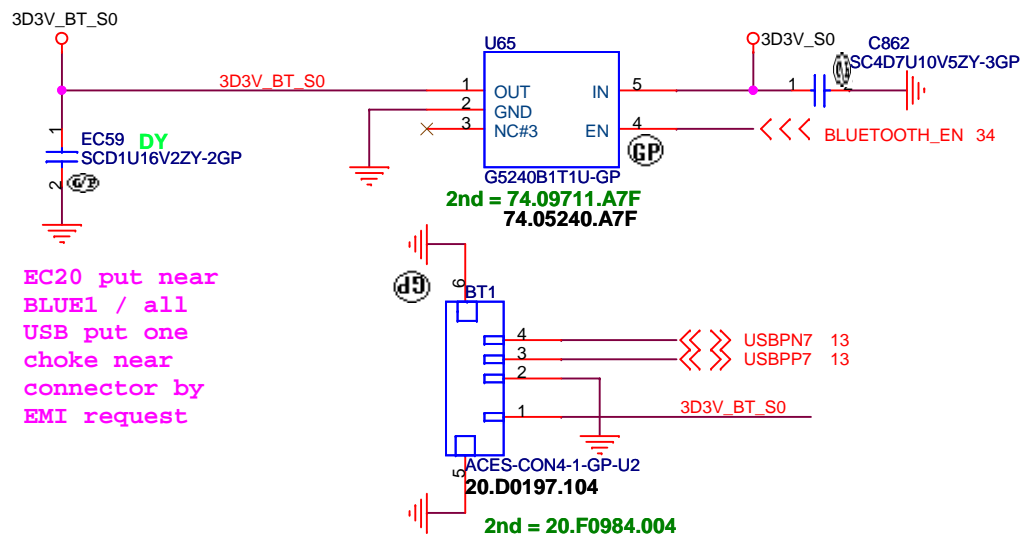 3D3V_BT_S0
3D3V_BT_S0
U65
1 OUT
2 GND
3 NC#3
IN 5
EN 4
G5240B1T1U-GP
2nd = 74.09711.A7F
74.05240.A7F
GP
3D3V_S0
C862
SC4D7U10V5ZY-3GP
1
BLUETOOTH_EN 34
1
EC59 DY
SCD1U16V2ZY-2GP
2
EC20 put near
BLUE1 / all
USB put one
choke near
connector by
EMI request
GP
6
BT1
4 USBPN7 13
3 USBPP7 13
2
1 3D3V_BT_S0
5
ACES-CON4-1-GP-U2
20.D0197.104
2nd = 20.F0984.004